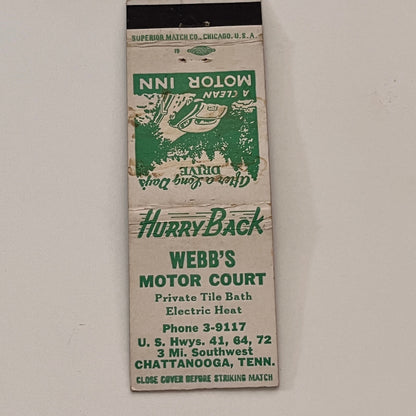 SUPERIOR MATCH CO., CHICAGO, U.S.A.
After a Long Day's
DRIVE
A CLEAN
MOTOR INN
HURRY BACK
WEBB'S
MOTOR COURT
Private Tile Bath
Electric Heat
Phone 3-9117
U. S. Hwys. 41, 64, 72
3 Mi. Southwest
CHATTANOOGA, TENN.
CLOSE COVER BEFORE STRIKING MATCH